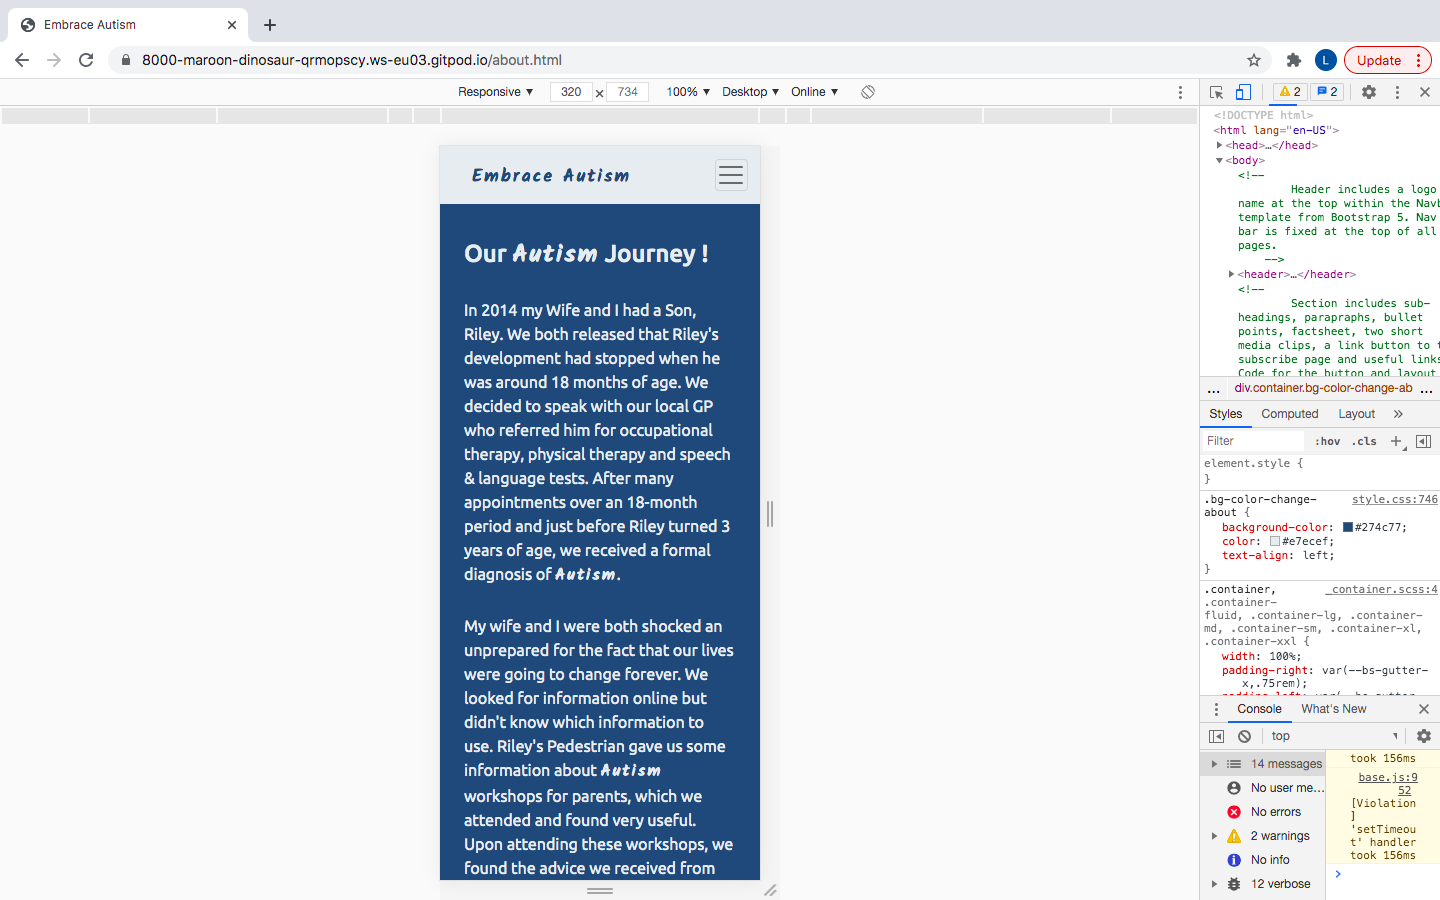 Embrace Autism
8000-maroon-dinosaur-qrmopscy.ws-eu03.gitpod.io/about.html
L
Update
Responsive ▼ 320 × 734 100% ▼ Desktop ▼ Online ▼
2 2
Embrace Autism
Our Autism Journey !
In 2014 my Wife and I had a Son,
Riley. We both released that Riley's
development had stopped when he
was around 18 months of age. We
decided to speak with our local GP
who referred him for occupational
therapy, physical therapy and speech
& language tests. After many
appointments over an 18-month
period and just before Riley turned 3
years of age, we received a formal
diagnosis of Autism.
My wife and I were both shocked an
unprepared for the fact that our lives
were going to change forever. We
looked for information online but
didn't know which information to
use. Riley's Pedestrian gave us some
information about Autism
workshops for parents, which we
attended and found very useful.
Upon attending these workshops, we
found the advice we received from
<!DOCTYPE html>
<html lang="en-US">
<head>…</head>
<body>
<!--
Header includes a logo
name at the top within the Navb
template from Bootstrap 5. Nav
bar is fixed at the top of all
pages.
-->
<header>…</header>
<!--
Section includes sub-
headings, parapraphs, bullet
points, factsheet, two short
media clips, a link button to t
subscribe page and useful links
Code for the button and layout
... div.container.bg-color-change-ab ...
Styles Computed Layout »
Filter :hov .cls +
element.style {
}
.bg-color-change- style.css:746
about {
background-color: #274c77;
color: #e7ecef;
text-align: left;
}
.container, _container.scss:4
.container-
fluid, .container-lg, .container-
md, .container-sm, .container-xl,
.container-xxl {
width: 100%;
padding-right: var(--bs-gutter-
x,.75rem);
padding-left: var(--bs-gutter-
Console What's New
top
14 messages
No user me...
No errors
2 warnings
No info
12 verbose
took 156ms
base.js:9
52
[Violation
]
'setTimeou
t' handler
took 156ms